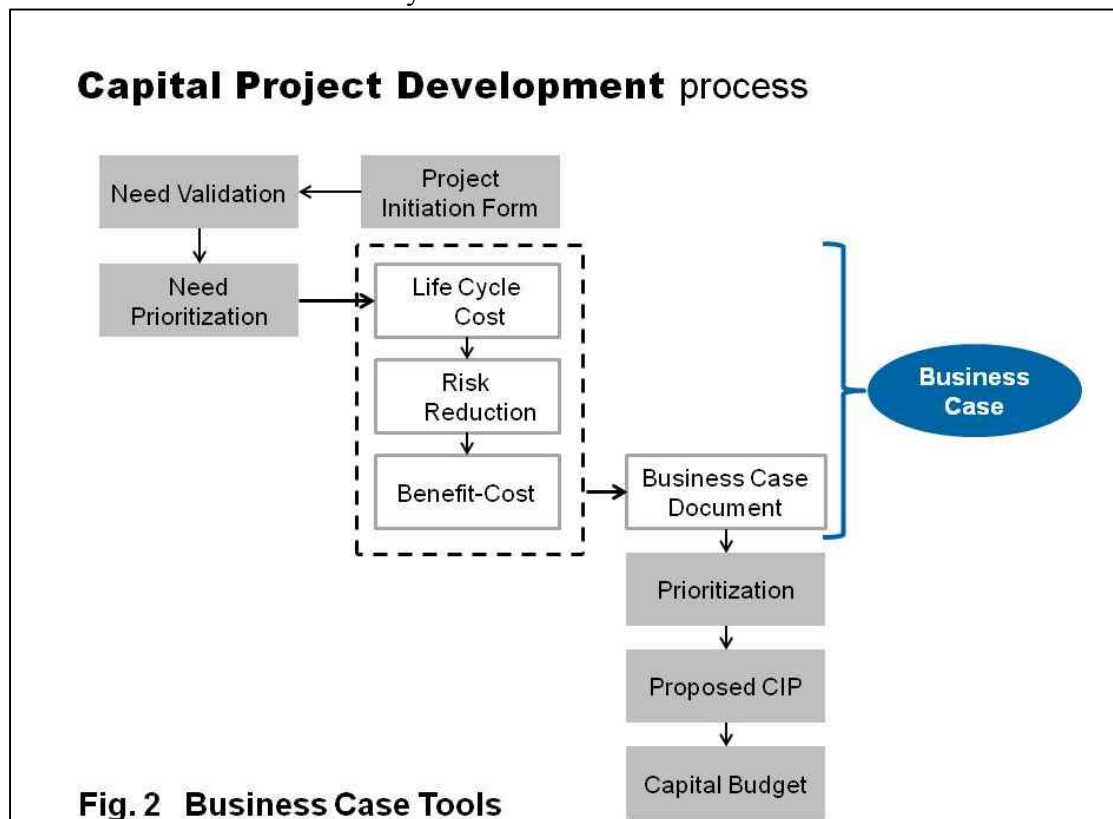 Capital Project Development process
Need Validation
Project
Initiation Form
Need
Prioritization
Life Cycle
Cost
Risk
Reduction
Benefit-Cost
Business Case
Document
Business
Case
Prioritization
Proposed CIP
Capital Budget
Fig. 2 Business Case Tools